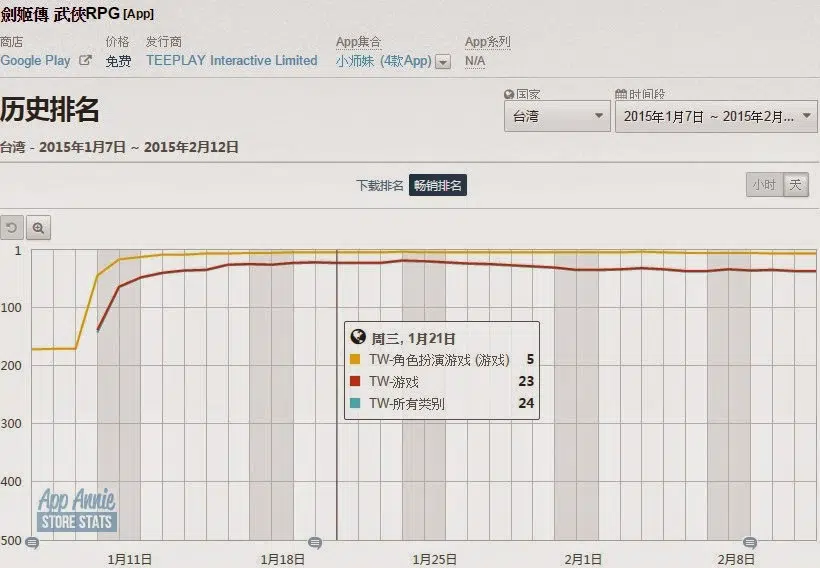 劍姬傳 武俠RPG [App]
商店 价格 发行商 App集合 App系列
Google Play 免费 TEEPLAY Interactive Limited 小师妹 (4款App) N/A
历史排名
国家 时间段
台湾 2015年1月7日 ~ 2015年2月...
台湾 - 2015年1月7日 ~ 2015年2月12日
下载排名 畅销排名 小时 天
1
100
200
300
400
500
周三, 1月21日
TW-角色扮演游戏 (游戏) 5
TW-游戏 23
TW-所有类别 24
App Annie
STORE STATS
1月11日 1月18日 1月25日 2月1日 2月8日